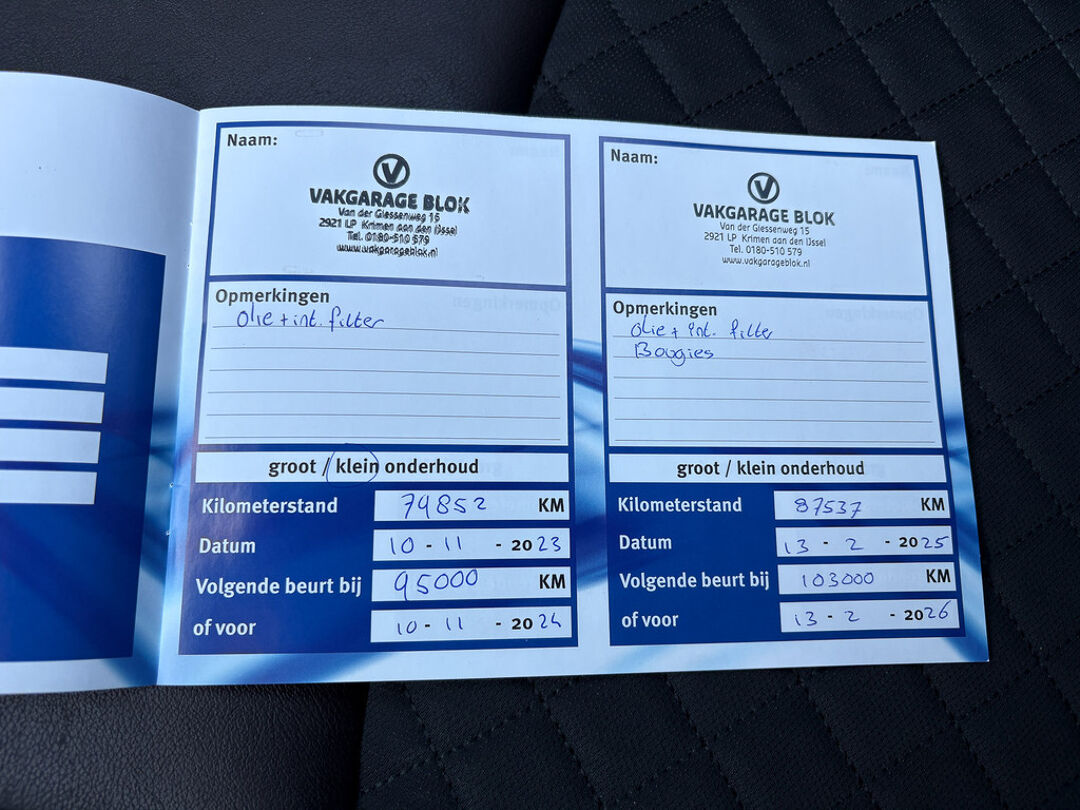 Naam:
VAKGARAGE BLOK
Van der Giessenweg 15
2921 LP Krimen aan den IJssel
Tel. 0180-510 579
www.vakgarageblok.nl
Opmerkingen
Olie + int. filter
groot / klein onderhoud
Kilometerstand 79852 KM
Datum 10 - 11 - 2023
Volgende beurt bij 95000 KM
of voor 10 - 11 - 2024
Naam:
VAKGARAGE BLOK
Van der Giessenweg 15
2921 LP Krimen aan den IJssel
Tel. 0180-510 579
www.vakgarageblok.nl
Opmerkingen
Olie + int. filter
Bougies
groot / klein onderhoud
Kilometerstand 87537 KM
Datum 13 - 2 - 2025
Volgende beurt bij 103000 KM
of voor 13 - 2 - 2026